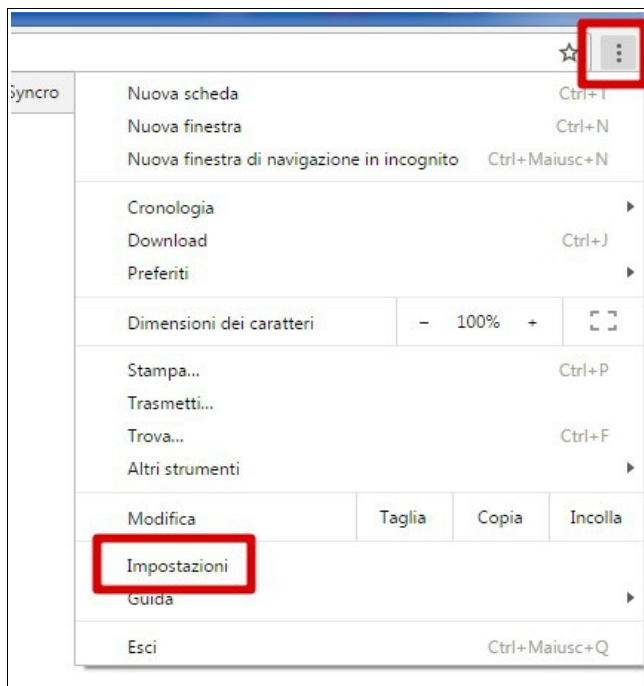 Syncro
Nuova scheda Ctrl+T
Nuova finestra Ctrl+N
Nuova finestra di navigazione in incognito Ctrl+Maiusc+N
Cronologia
Download Ctrl+J
Preferiti
Dimensioni dei caratteri - 100% +
Stampa... Ctrl+P
Trasmetti...
Trova... Ctrl+F
Altri strumenti
Modifica Taglia Copia Incolla
Impostazioni
Guida
Esci Ctrl+Maiusc+Q